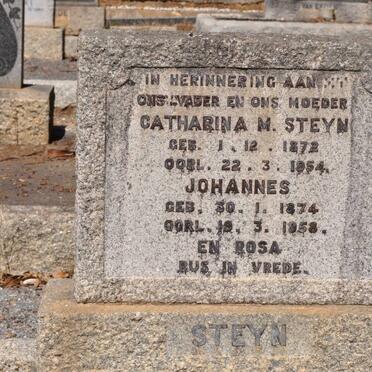 IN HERINNERING AAN
ONS VADER EN ONS MOEDER
CATHARINA M. STEYN
GEB. 1. 12. 1872
OORL. 22. 3. 1954.
JOHANNES
GEB. 30. 1. 1874
OORL. 19. 3. 1958.
EN ROSA
RUS IN VREDE.
STEYN